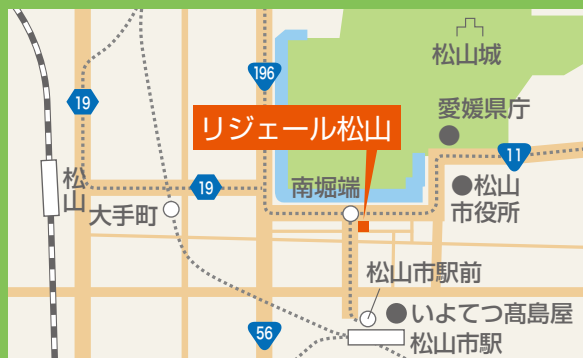 松山城
196
愛媛県庁
19
リジェール松山
11
松山
19
南堀端
●松山
市役所
大手町
松山市駅前
●いよてつ髙島屋
56
松山市駅